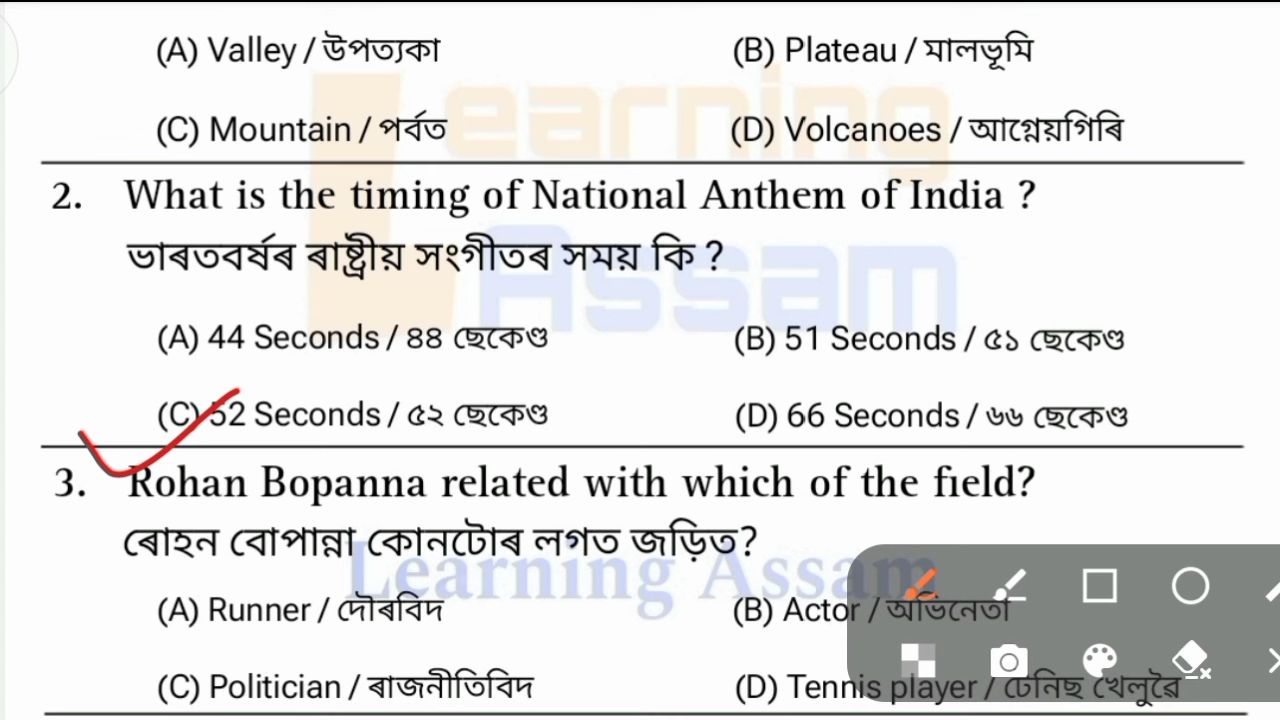 (A) Valley / উপত্যকা (B) Plateau / মালভূমি
(C) Mountain / পৰ্বত (D) Volcanoes / আগ্নেয়গিৰি
2. What is the timing of National Anthem of India ?
ভাৰতবৰ্ষৰ ৰাষ্ট্ৰীয় সংগীতৰ সময় কি ?
(A) 44 Seconds / ৪৪ ছেকেণ্ড (B) 51 Seconds / ৫১ ছেকেণ্ড
(C) 52 Seconds / ৫২ ছেকেণ্ড (D) 66 Seconds / ৬৬ ছেকেণ্ড
3. Rohan Bopanna related with which of the field?
ৰোহন বোপান্না কোনটোৰ লগত জড়িত?
(A) Runner / দৌৰবিদ (B) Actor / অভিনেতা
(C) Politician / ৰাজনীতিবিদ (D) Tennis player / টেনিছ খেলুৱৈ
Learning Assam
Learning Assam